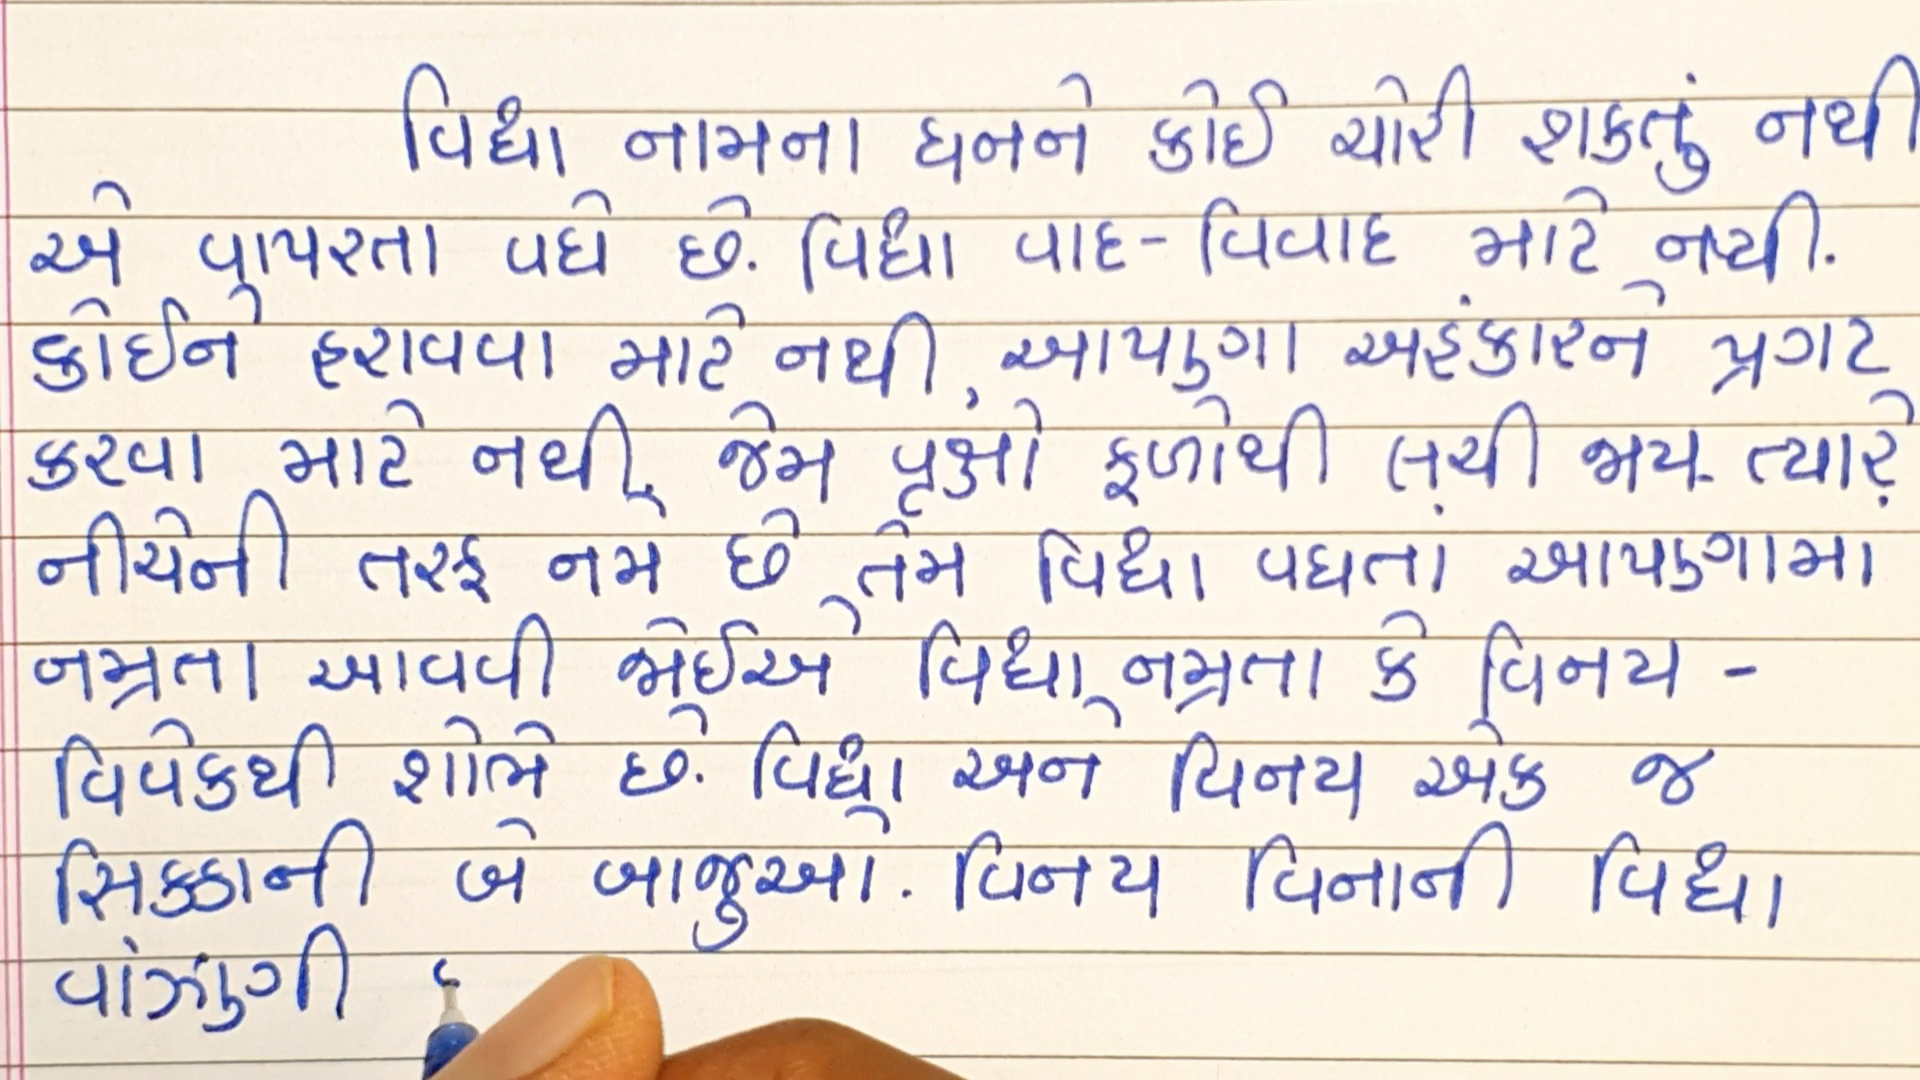 વિદ્યા નામના ધનને કોઈ ચોરી શકતું નથી
એ વાપરતા વધે છે. વિદ્યા વાદ-વિવાદ માટે નથી.
કોઈને હરાવવા માટે નથી, આપણા અહંકારને પ્રગટ
કરવા માટે નથી, જેમ વૃક્ષો ફળોથી લચી જાય ત્યારે
નીચેની તરફ નમે છે તેમ વિદ્યા વધતાં આપણામા
નમ્રતા આવવી જોઈએ વિદ્યા નમ્રતા કે વિનય -
વિવેકથી શોભે છે. વિદ્યા અને વિનય એક જ
સિક્કાની બે બાજુઓ. વિનય વિનાની વિદ્યા
વાંઝણી